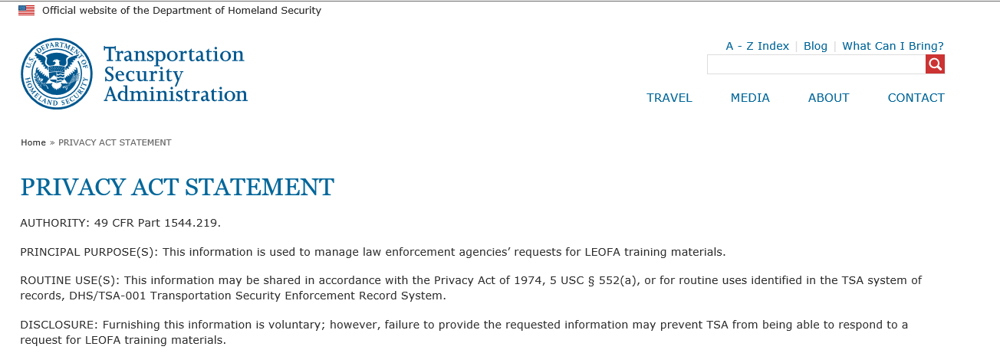 Official website of the Department of Homeland Security
U.S. DEPARTMENT OF
HOMELAND SECURITY
Transportation
Security
Administration
A - Z Index | Blog | What Can I Bring?
TRAVEL MEDIA ABOUT CONTACT
Home » PRIVACY ACT STATEMENT
PRIVACY ACT STATEMENT
AUTHORITY: 49 CFR Part 1544.219.
PRINCIPAL PURPOSE(S): This information is used to manage law enforcement agencies’ requests for LEOFA training materials.
ROUTINE USE(S): This information may be shared in accordance with the Privacy Act of 1974, 5 USC § 552(a), or for routine uses identified in the TSA system of
records, DHS/TSA-001 Transportation Security Enforcement Record System.
DISCLOSURE: Furnishing this information is voluntary; however, failure to provide the requested information may prevent TSA from being able to respond to a
request for LEOFA training materials.